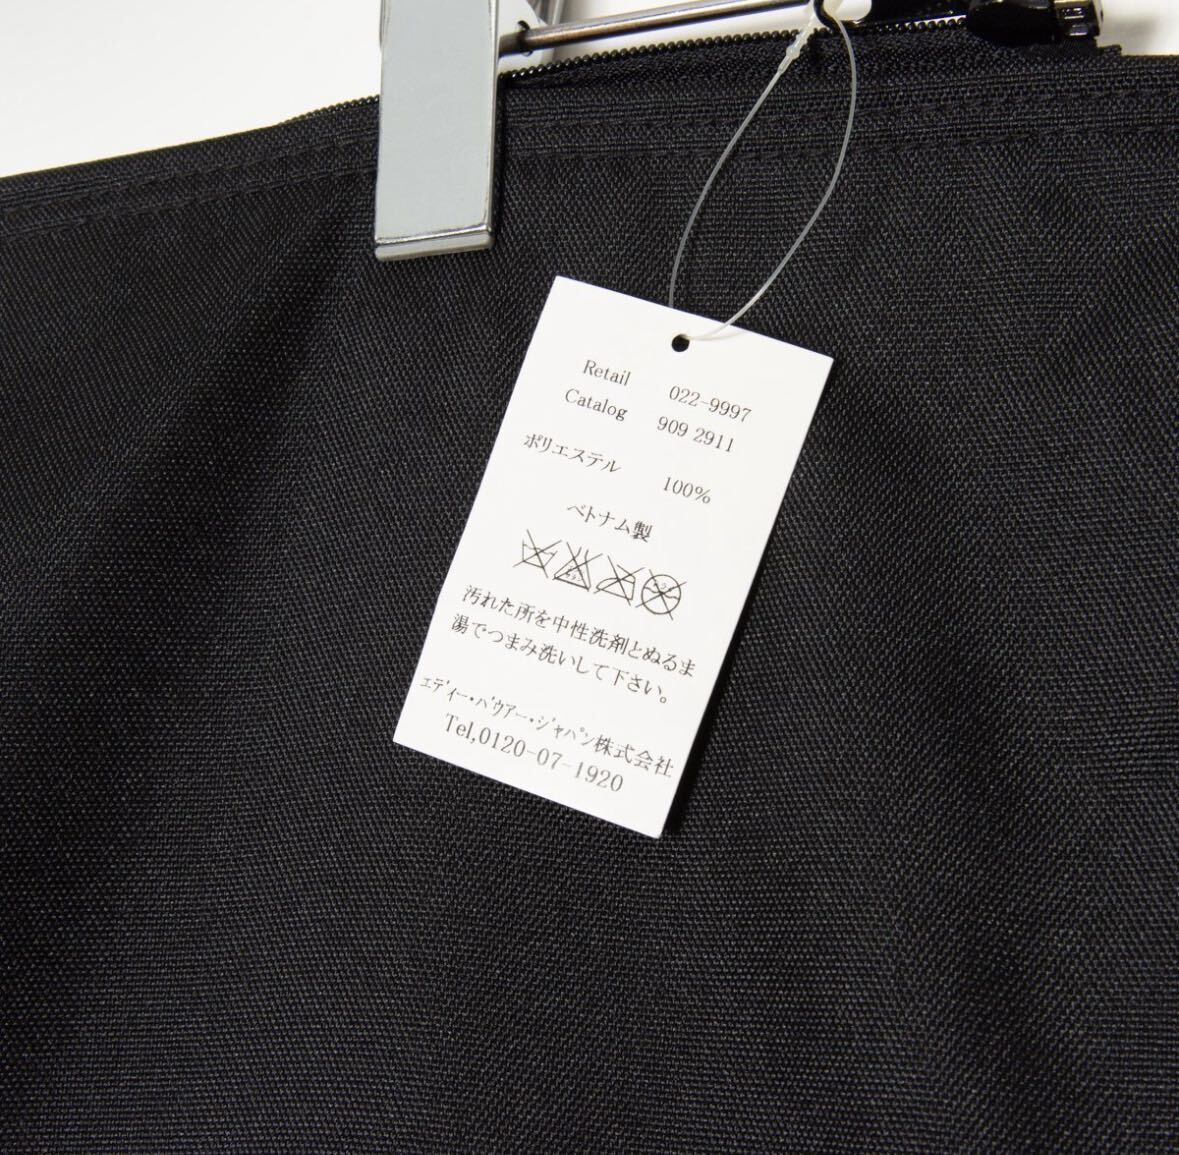 Retail 022-9997
Catalog 909 2911
ポリエステル 100%
ベトナム製
汚れた所を中性洗剤とぬるま
湯でつまみ洗いして下さい。
ｴﾃﾞｨｰ・ﾊﾞｳｱｰ・ｼﾞｬﾊﾟﾝ株式会社
Tel,0120-07-1920